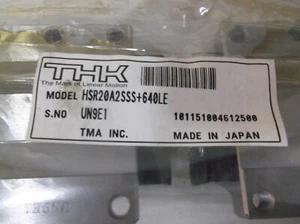 THK
The Mark of Linear Motion
MODEL HSR20A2SSS+640LE
S.NO UN9E1 101151004612500
TMA INC. MADE IN JAPAN